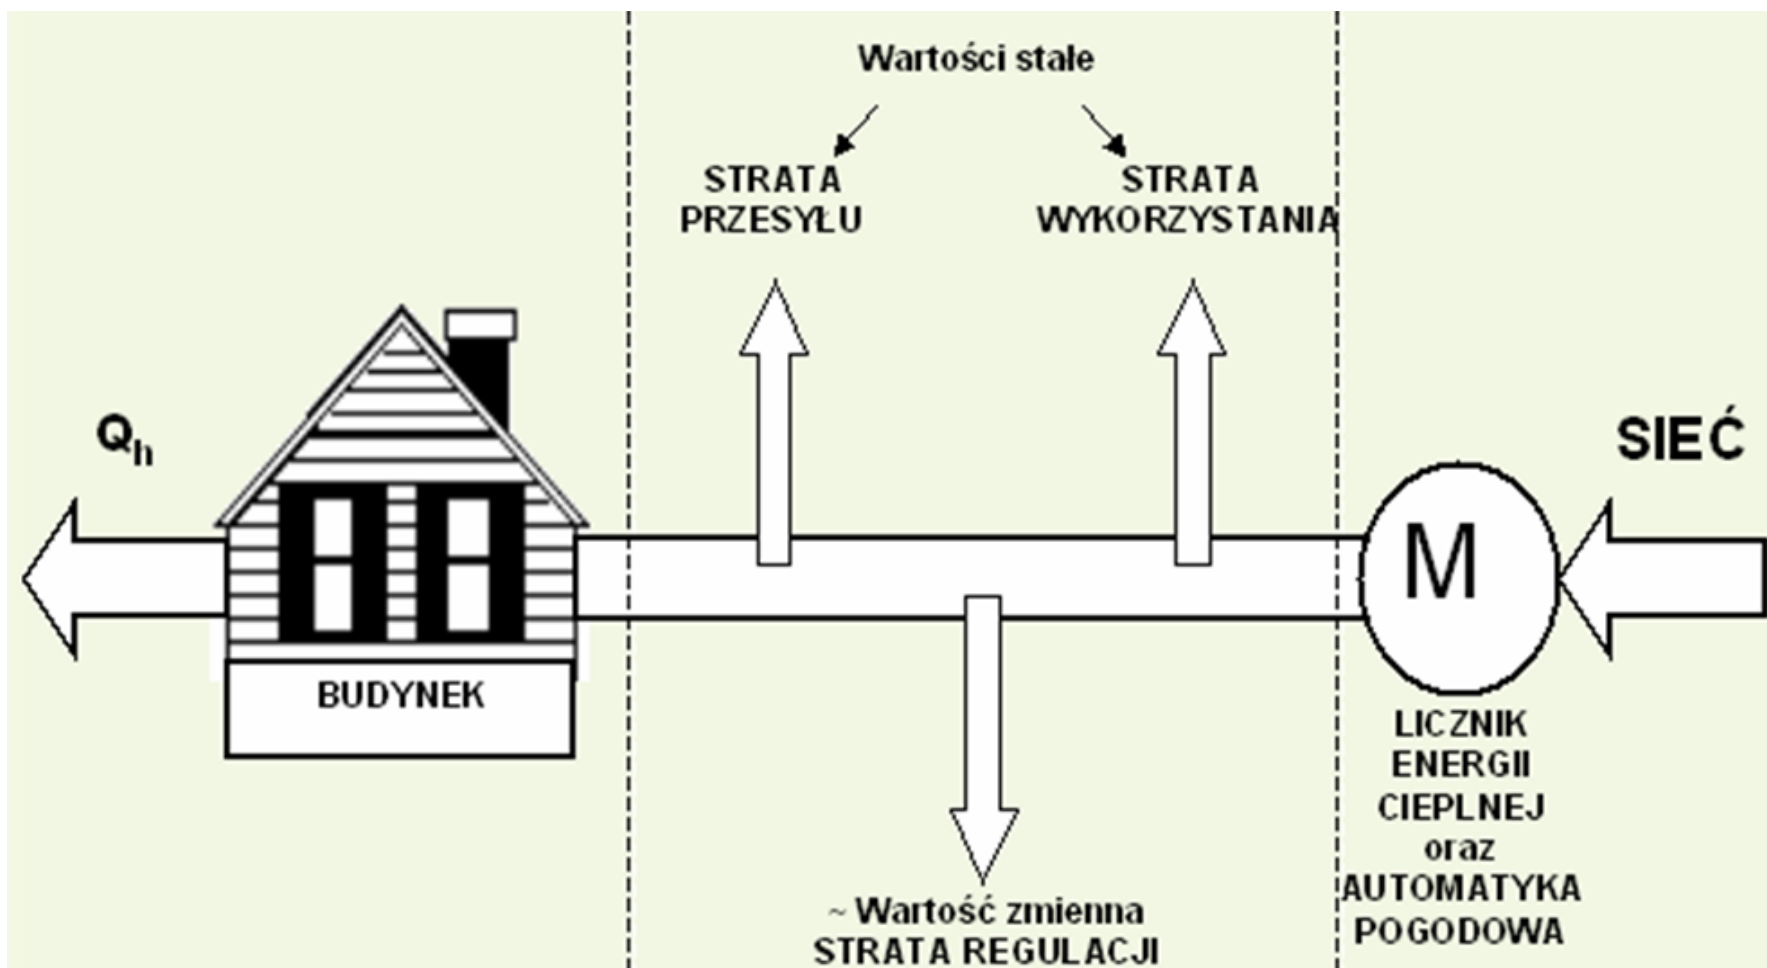 Wartości stałe
STRATA
PRZESYŁU
STRATA
WYKORZYSTANIA
Qh
SIEĆ
M
BUDYNEK
LICZNIK
ENERGII
CIEPLNEJ
oraz
AUTOMATYKA
POGODOWA
~ Wartość zmienna
STRATA REGULACJI